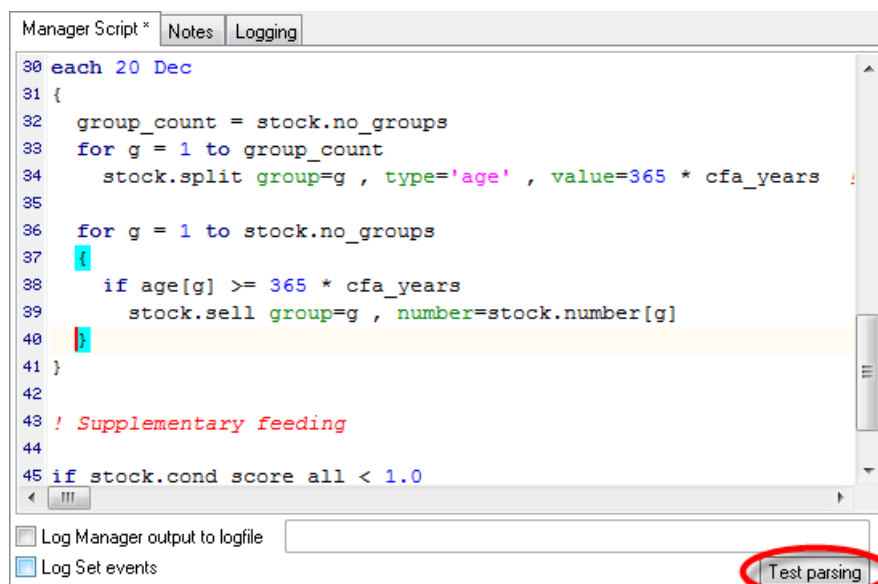 Manager Script * Notes Logging
30 each 20 Dec
31 {
32 group_count = stock.no_groups
33 for g = 1 to group_count
34 stock.split group=g , type='age' , value=365 * cfa_years
35
36 for g = 1 to stock.no_groups
37 {
38 if age[g] >= 365 * cfa_years
39 stock.sell group=g , number=stock.number[g]
40 }
41 }
42
43 ! Supplementary feeding
44
45 if stock.cond_score_all < 1.0
Log Manager output to logfile
Log Set events Test parsing